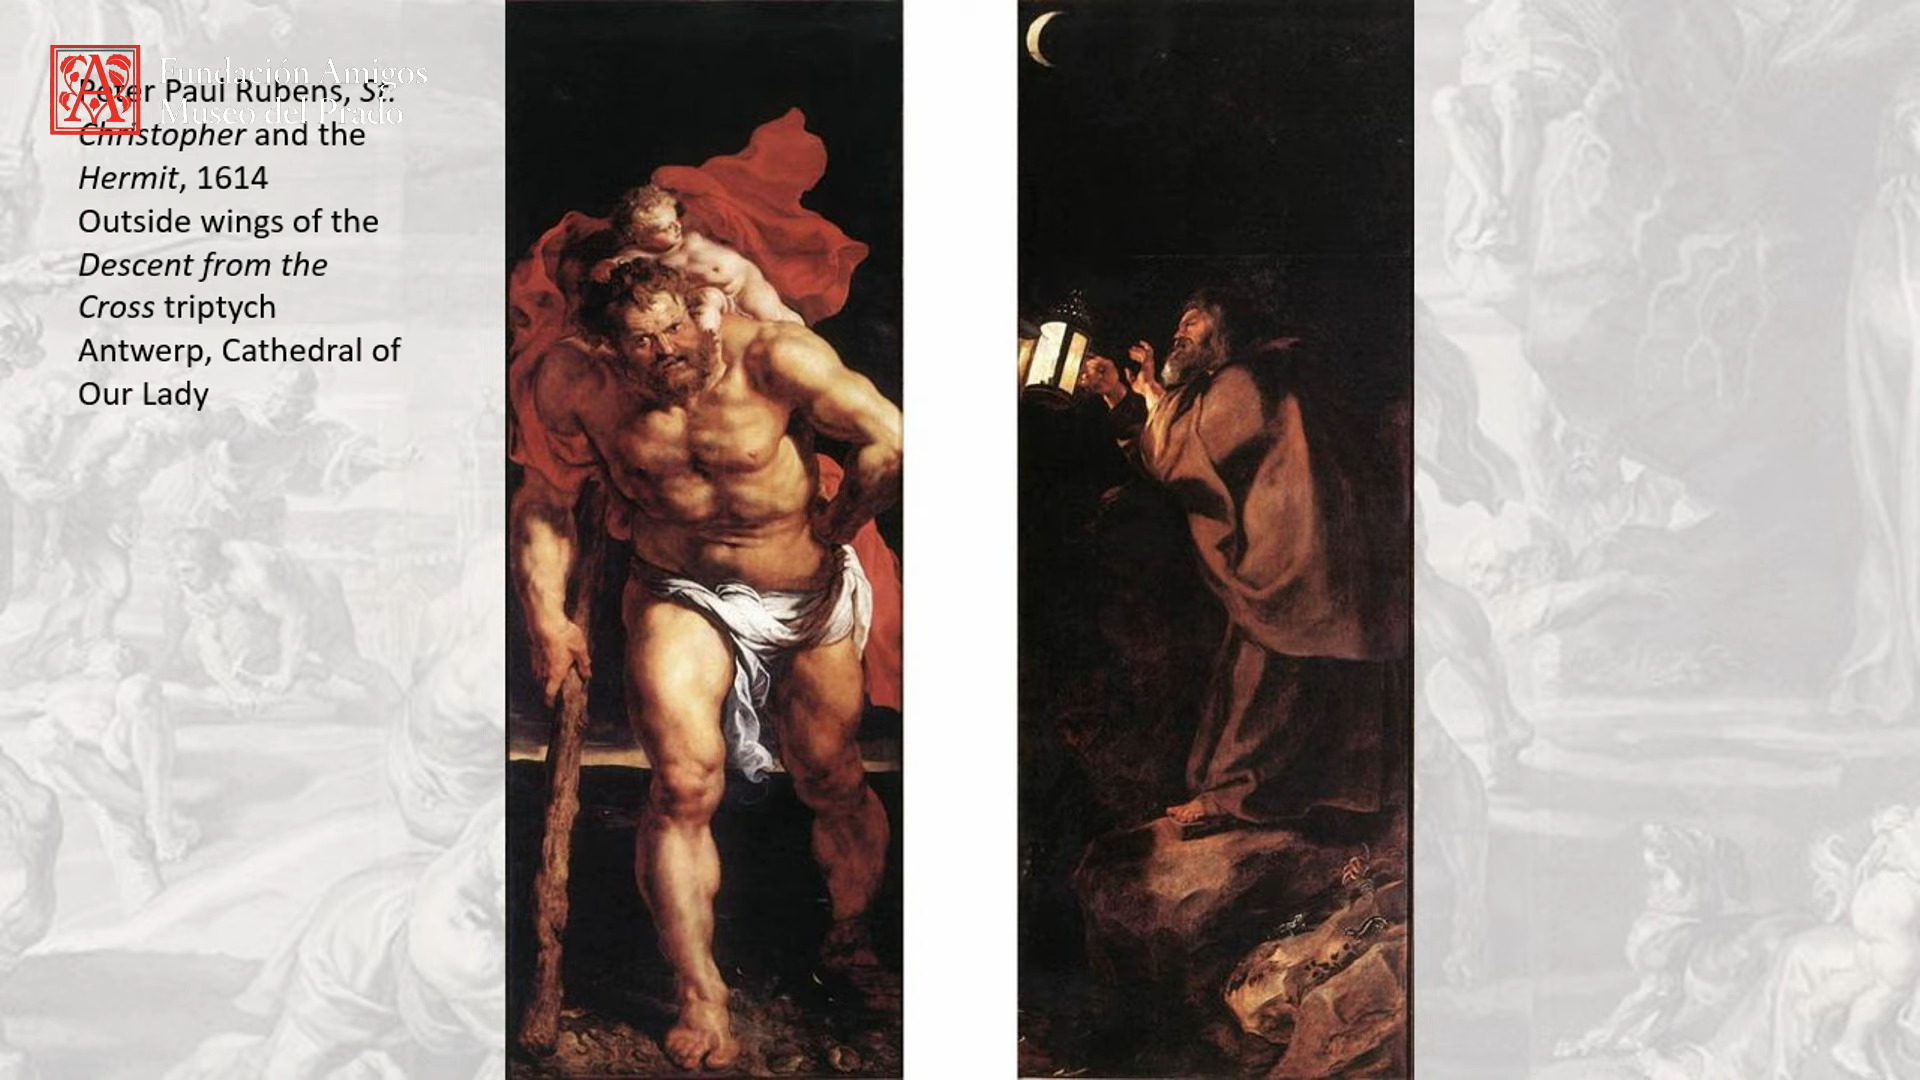 Fundación Amigos
Museo del Prado
A
Peter Paul Rubens, St.
Christopher and the
Hermit, 1614
Outside wings of the
Descent from the
Cross triptych
Antwerp, Cathedral of
Our Lady